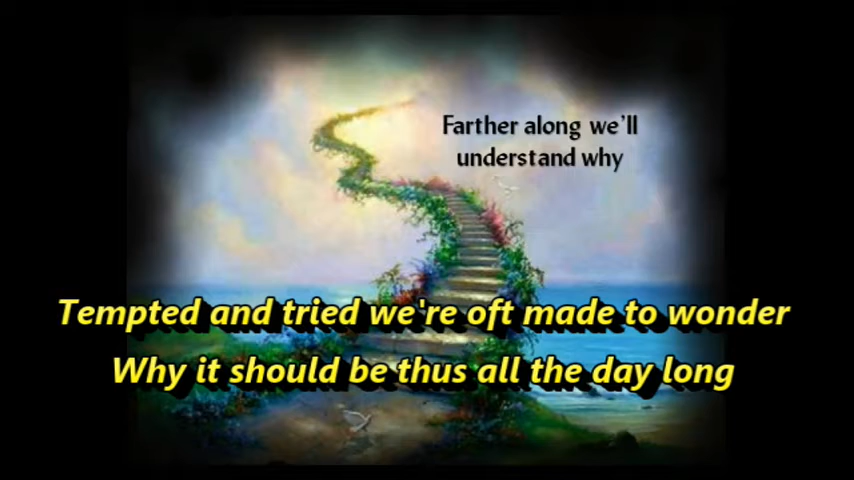 Farther along we'll
understand why
Tempted and tried we're oft made to wonder
Why it should be thus all the day long